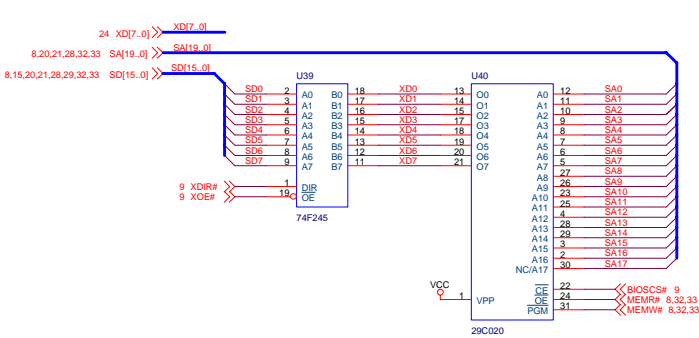 24 XD[7..0]
8,20,21,28,32,33 SA[19..0] SA[19..0]
8,15,20,21,28,29,32,33 SD[15..0] SD[15..0]
U39 U40
SD0 2 A0 B0 18 XD0 13 O0 A0 12 SA0
SD1 3 A1 B1 17 XD1 14 O1 A1 11 SA1
SD2 4 A2 B2 16 XD2 15 O2 A2 10 SA2
SD3 5 A3 B3 15 XD3 17 O3 A3 9 SA3
SD4 6 A4 B4 14 XD4 18 O4 A4 8 SA4
SD5 7 A5 B5 13 XD5 19 O5 A5 7 SA5
SD6 8 A6 B6 12 XD6 20 O6 A6 6 SA6
SD7 9 A7 B7 11 XD7 21 O7 A7 5 SA7
A8 27 SA8
9 XDIR# 1 DIR A9 26 SA9
9 XOE# 19 OE A10 23 SA10
A11 25 SA11
74F245 A12 4 SA12
A13 28 SA13
A14 29 SA14
A15 3 SA15
A16 2 SA16
NC/A17 30 SA17
VCC
CE 22 BIOSCS# 9
1 VPP OE 24 MEMR# 8,32,33
PGM 31 MEMW# 8,32,33
29C020